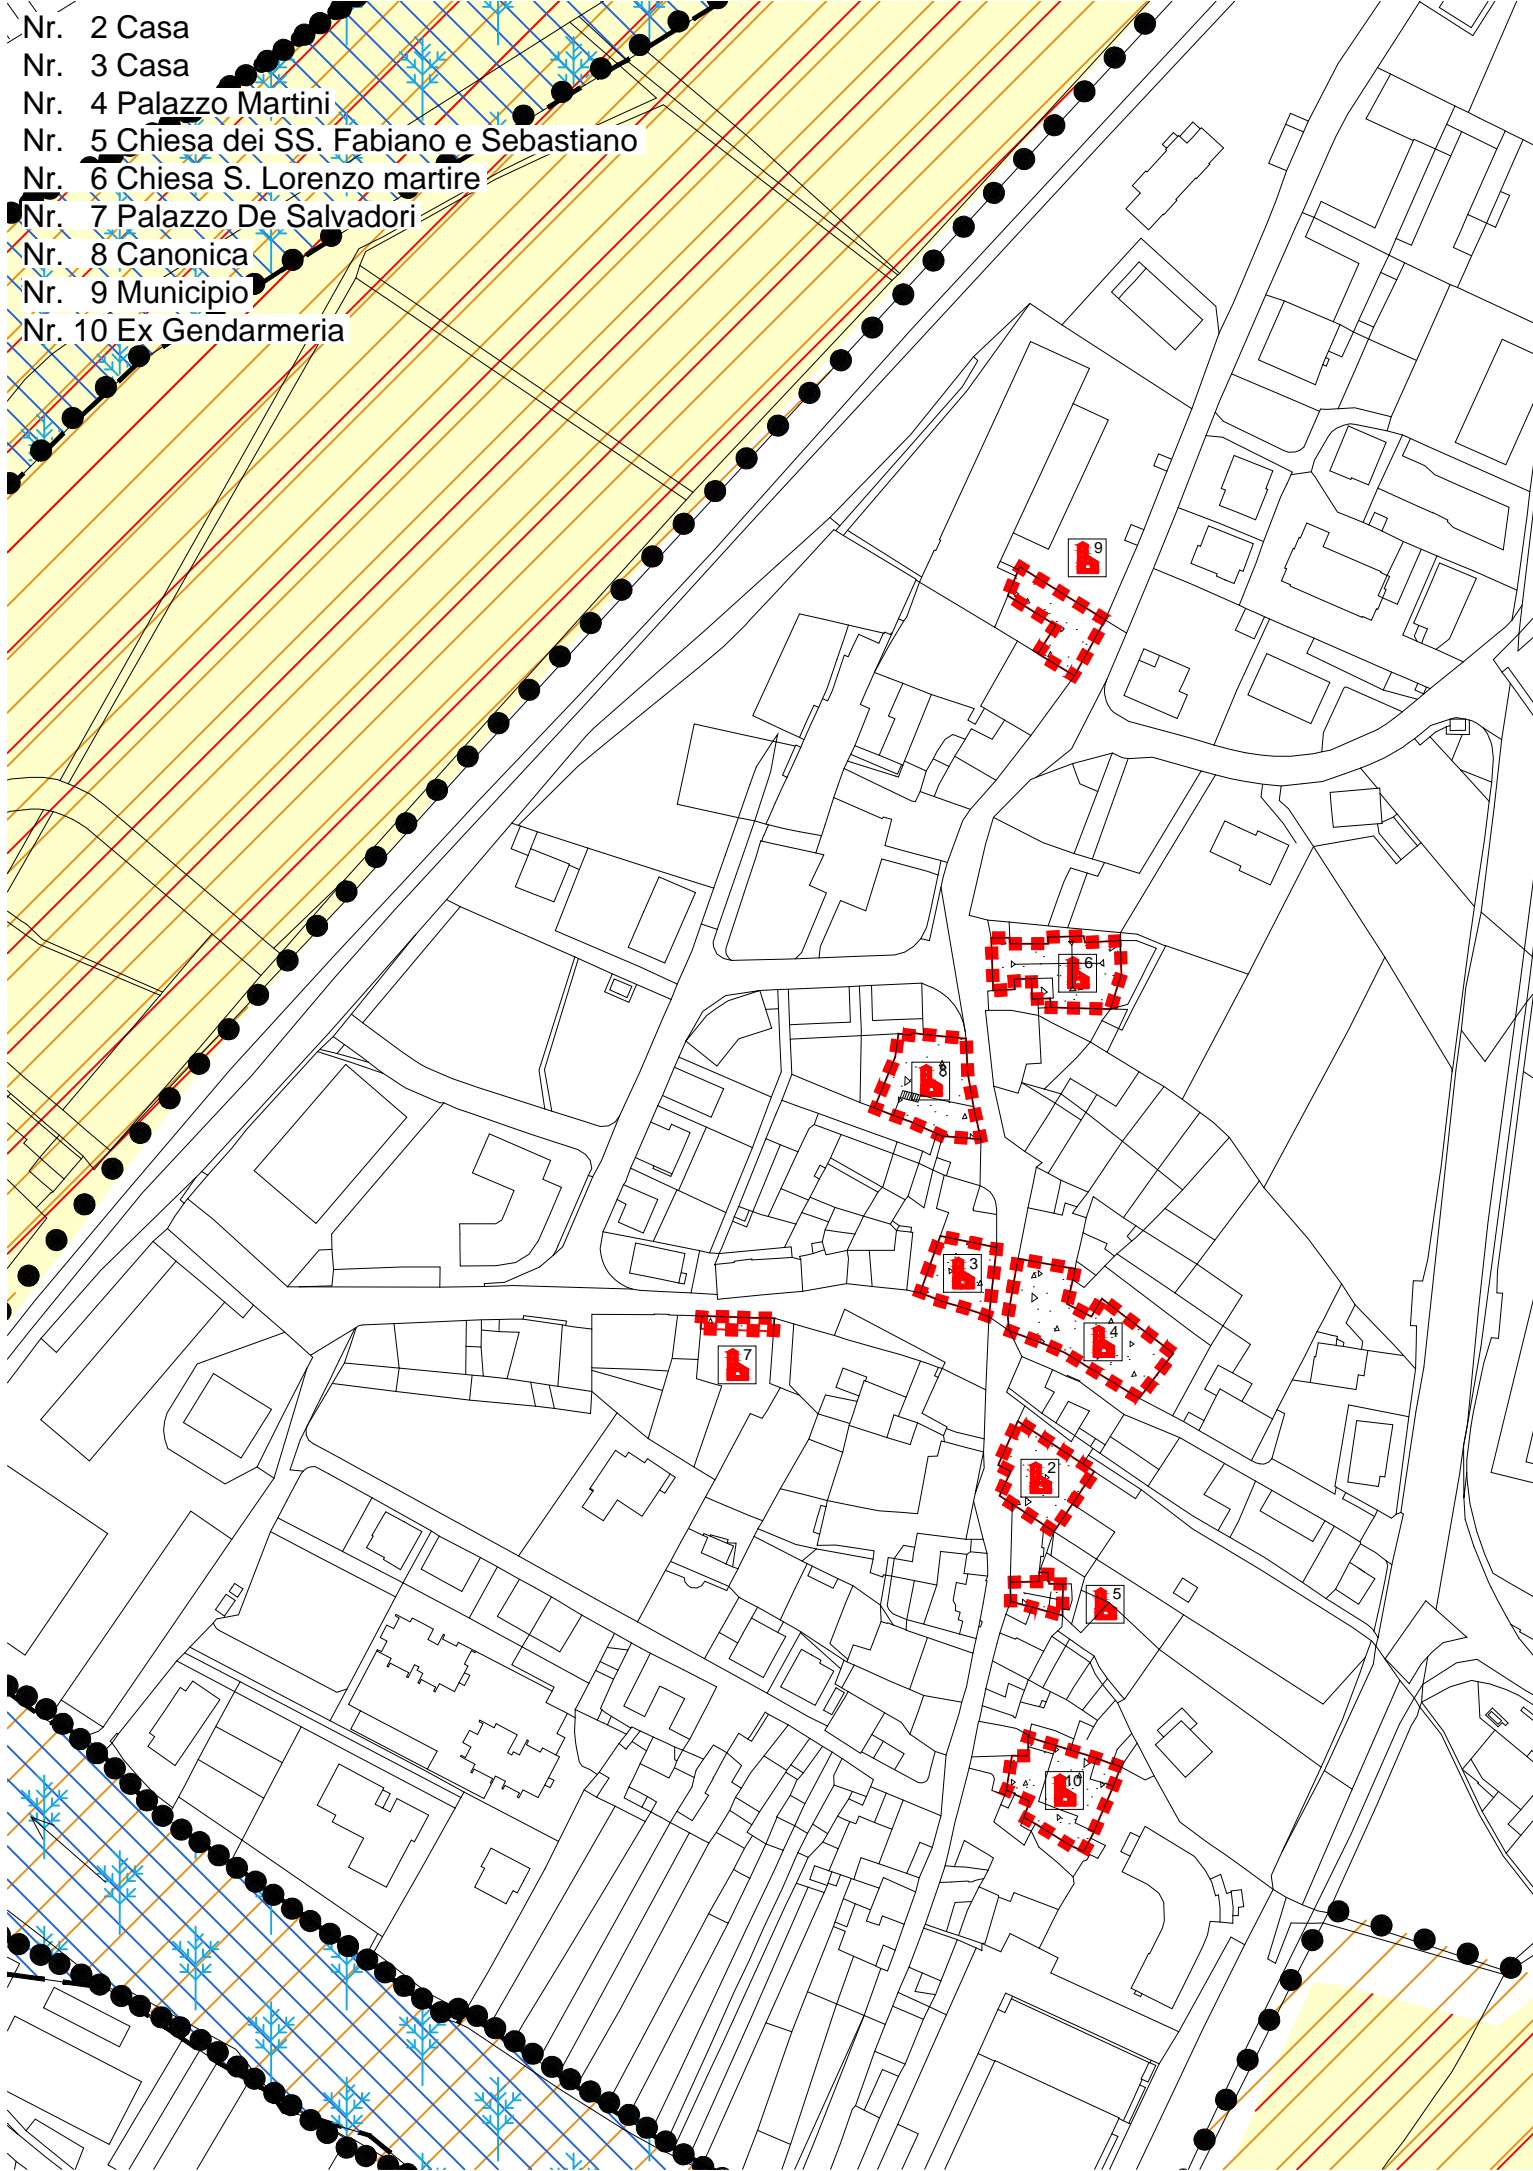 Nr. 2 Casa
Nr. 3 Casa
Nr. 4 Palazzo Martini
Nr. 5 Chiesa dei SS. Fabiano e Sebastiano
Nr. 6 Chiesa S. Lorenzo martire
Nr. 7 Palazzo De Salvadori
Nr. 8 Canonica
Nr. 9 Municipio
Nr. 10 Ex Gendarmeria
9
6
8
3
4
7
2
5
10